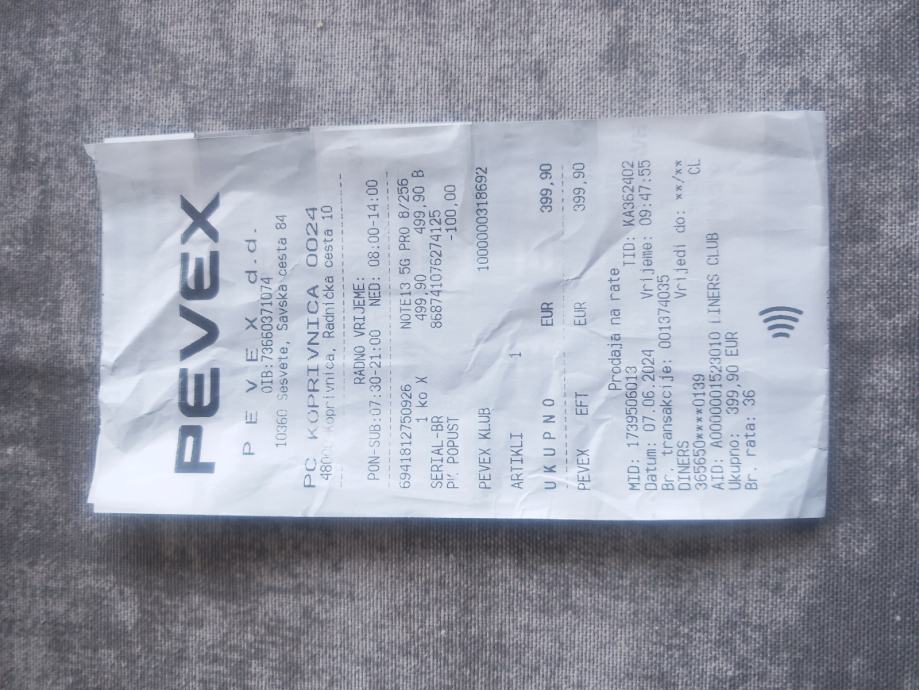 PEVEX
P E V E X d.d.
OIB:73660371074
10360 Sesvete, Savska cesta 84
PC KOPRIVNICA 0024
48000 Koprivnica, Radnička cesta 10
RADNO VRIJEME:
PON-SUB:07:30-21:00 NED: 08:00-14:00
6941812750926 NOTE13 5G PRO 8/256
1 ko X 499,90 499,90 B
SERIAL-BR 868741076274125
PK POPUST -100,00
PEVEX KLUB 1000000318692
ARTIKLI 1
U K U P N O EUR 399,90
PEVEX EFT EUR 399,90
Prodaja na rate
MID: 1739506013 TID: KA362402
Datum: 07.06.2024 Vrijeme: 09:47:55
Br. transakcije: 001374035
DINERS Vrijedi do: **/**
365650****0139 CL
AID: A0000001523010 DINERS CLUB
Ukupno: 399,90 EUR
Br. rata: 36